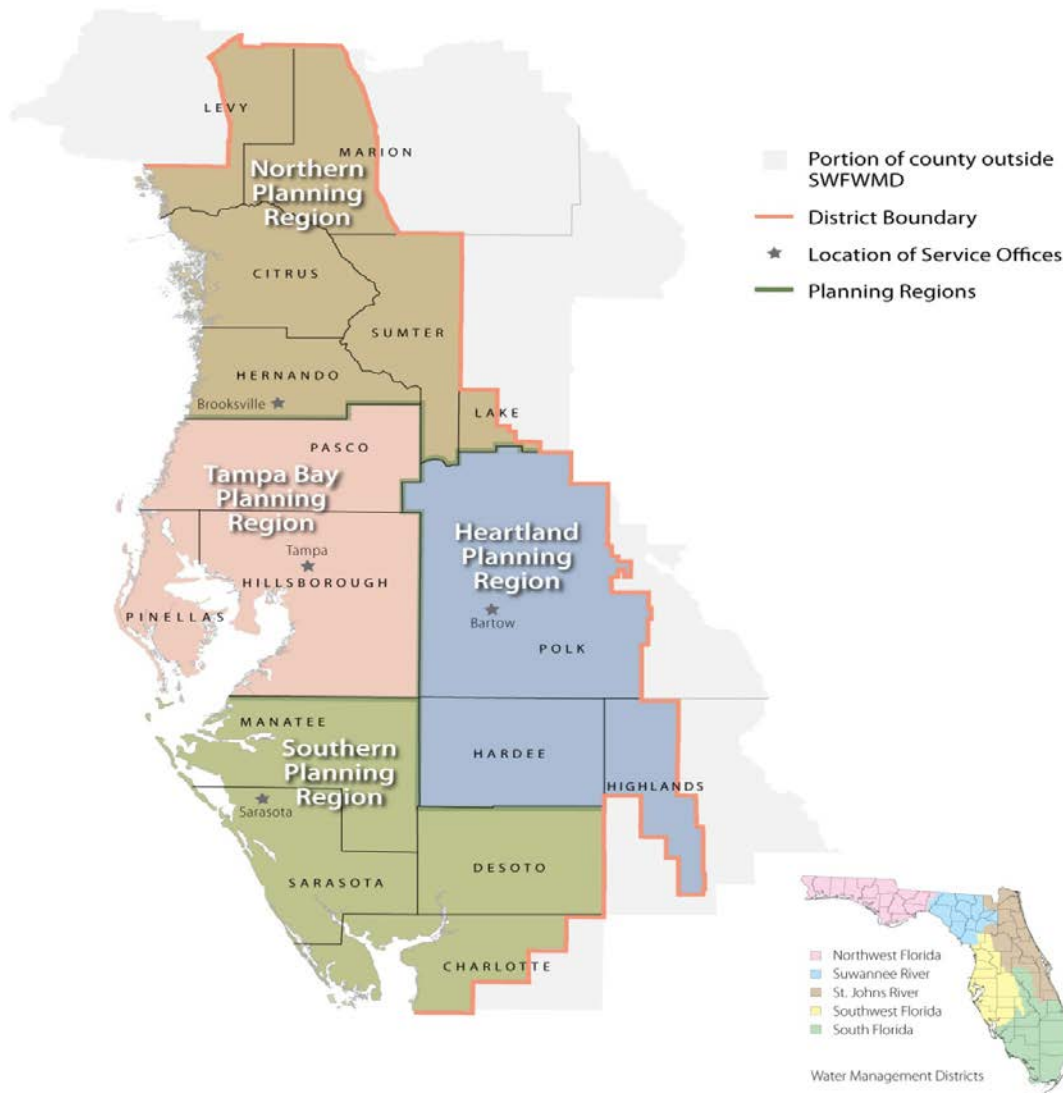 LEVY
MARION
Northern
Planning
Region
CITRUS
SUMTER
HERNANDO
Brooksville
LAKE
PASCO
Tampa Bay
Planning
Region
Tampa
HILLSBOROUGH
PINELLAS
Heartland
Planning
Region
Bartow
POLK
MANATEE
Southern
Planning
Region
HARDEE
HIGHLANDS
Sarasota
SARASOTA
DESOTO
CHARLOTTE
Portion of county outside
SWFWMD
District Boundary
Location of Service Offices
Planning Regions
Northwest Florida
Suwannee River
St. Johns River
Southwest Florida
South Florida
Water Management Districts